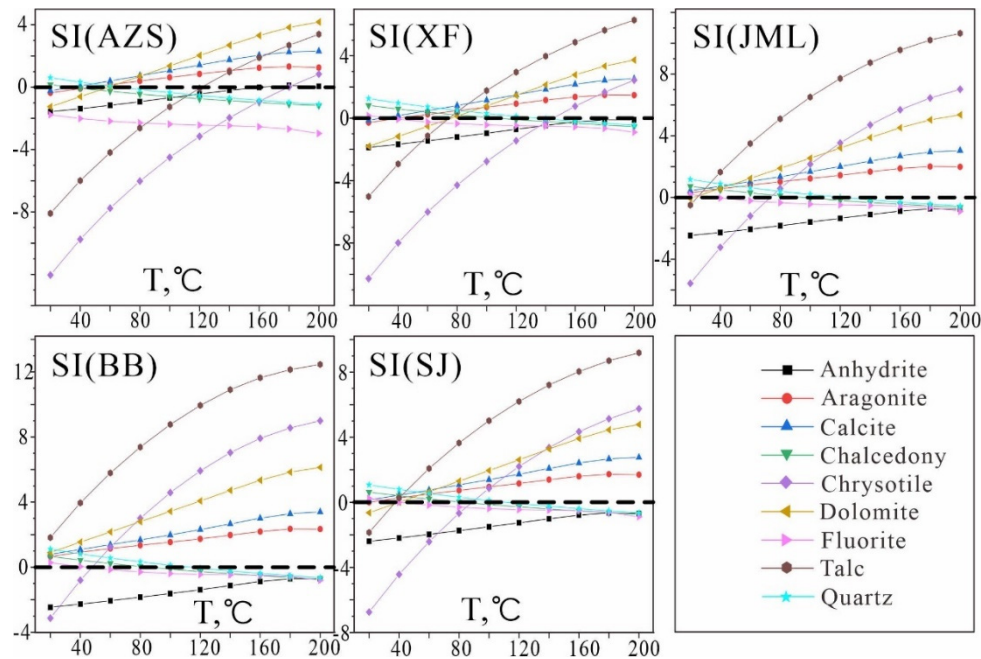 SI(AZS)
4
0
-4
-8
40 80 120 160 200
T,℃
SI(XF)
4
0
-4
-8
40 80 120 160 200
T,℃
SI(JML)
8
4
0
-4
40 80 120 160 200
T,℃
SI(BB)
12
8
4
0
-4
40 80 120 160 200
T,℃
SI(SJ)
8
4
0
-4
-8
40 80 120 160 200
T,℃
Anhydrite
Aragonite
Calcite
Chalcedony
Chrysotile
Dolomite
Fluorite
Talc
Quartz